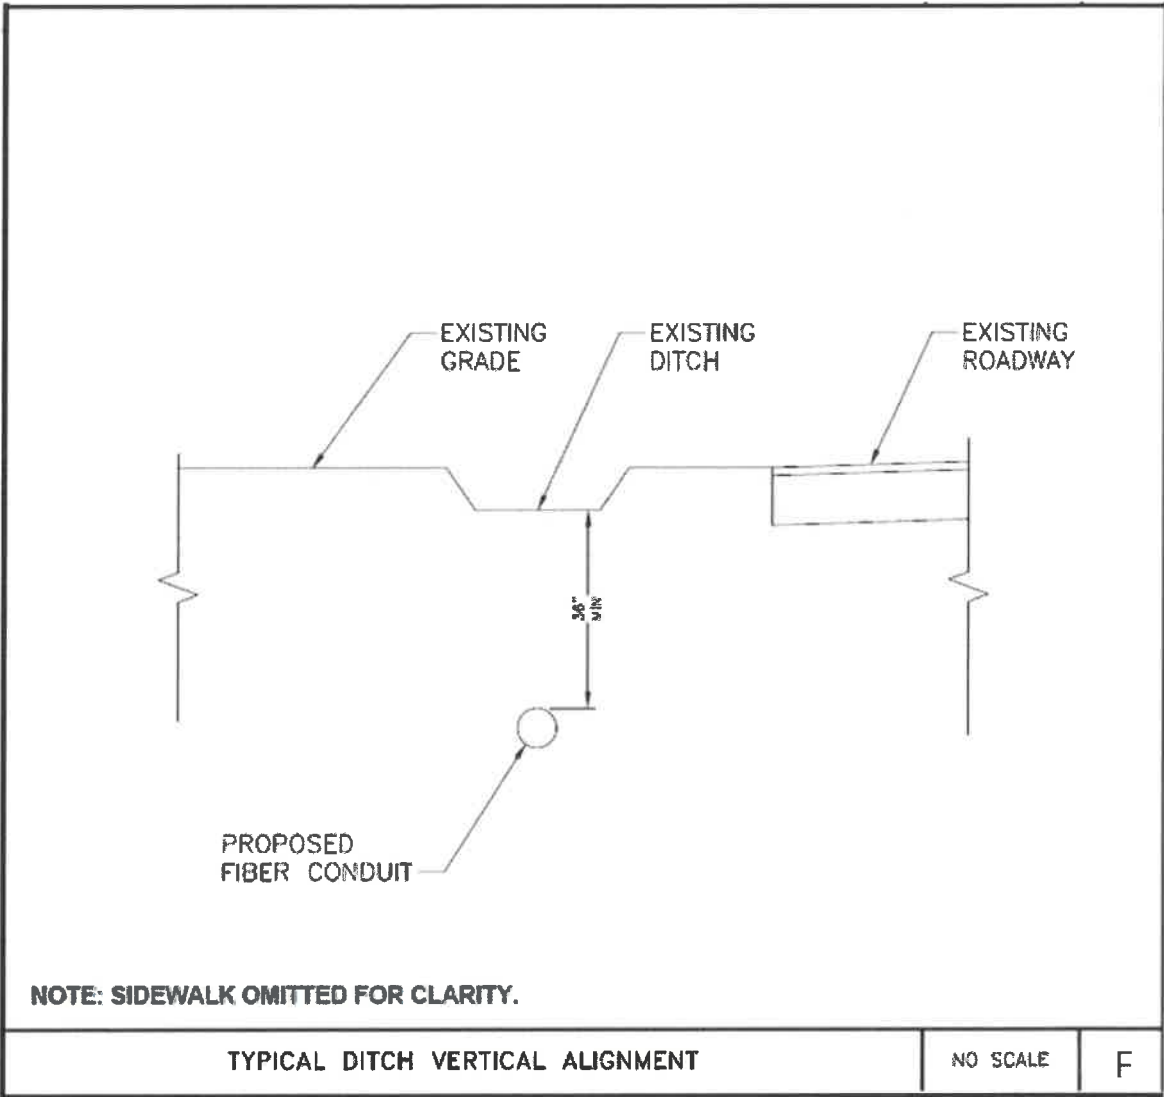 EXISTING
GRADE
EXISTING
DITCH
EXISTING
ROADWAY
36"
MIN
PROPOSED
FIBER CONDUIT
NOTE: SIDEWALK OMITTED FOR CLARITY.
TYPICAL DITCH VERTICAL ALIGNMENT
NO SCALE
F